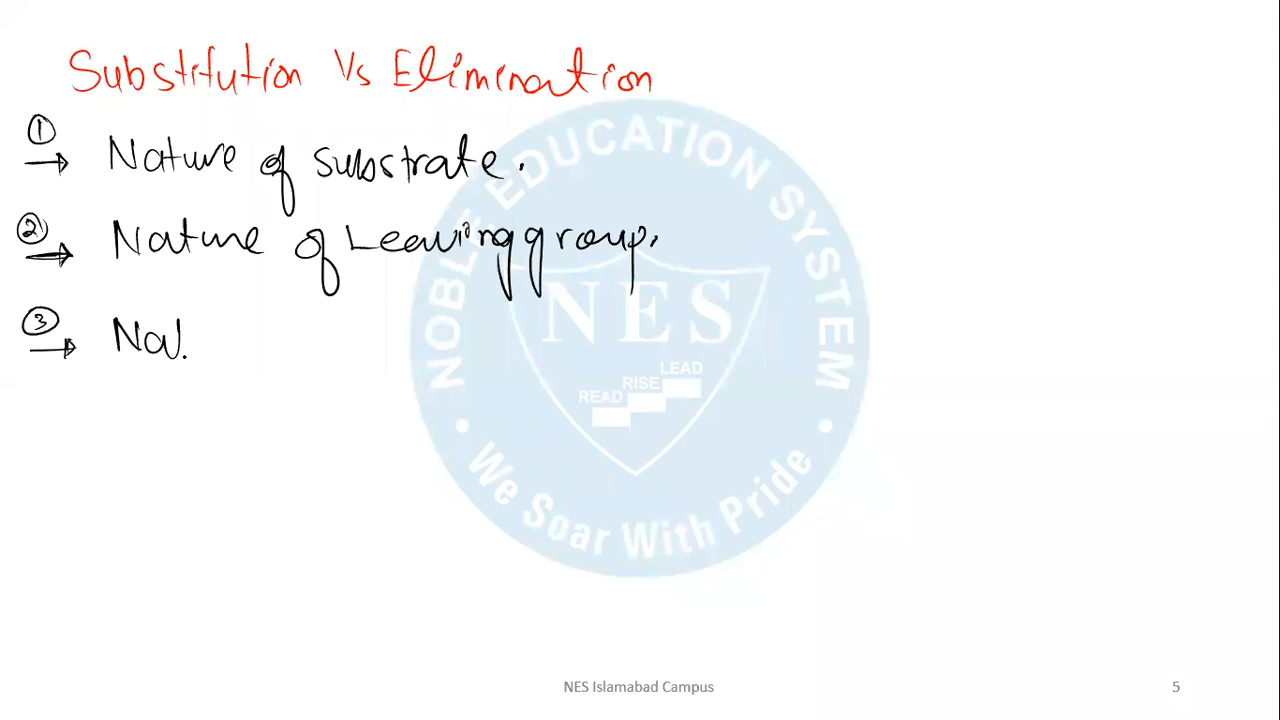 Substitution Vs Elimination
① → Nature of substrate.
② → Nature of Leaving group.
③ → Nat
NOBLE EDUCATION SYSTEM
NES
LEAD
RISE
READ
• We Soar With Pride •
NES Islamabad Campus
5